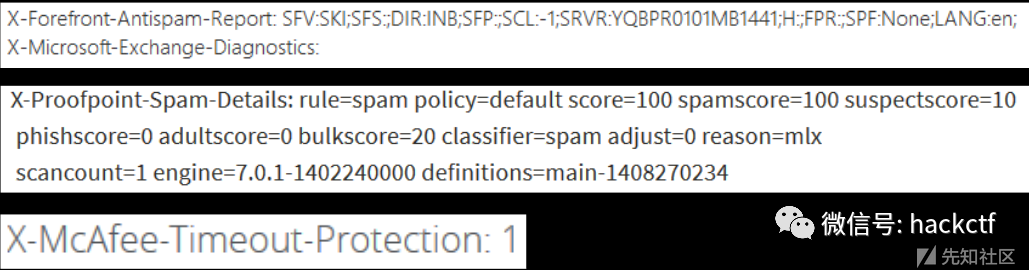 X-Forefront-Antispam-Report: SFV:SKI;SFS:;DIR:INB;SFP:;SCL:-1;SRVR:YQBPR0101MB1441;H:;FPR:;SPF:None;LANG:en;
X-Microsoft-Exchange-Diagnostics:
X-Proofpoint-Spam-Details: rule=spam policy=default score=100 spamscore=100 suspectscore=10
phishscore=0 adultscore=0 bulkscore=20 classifier=spam adjust=0 reason=mlx
scancount=1 engine=7.0.1-1402240000 definitions=main-1408270234
X-McAfee-Timeout-Protection: 1
微信号: hackctf
先知社区